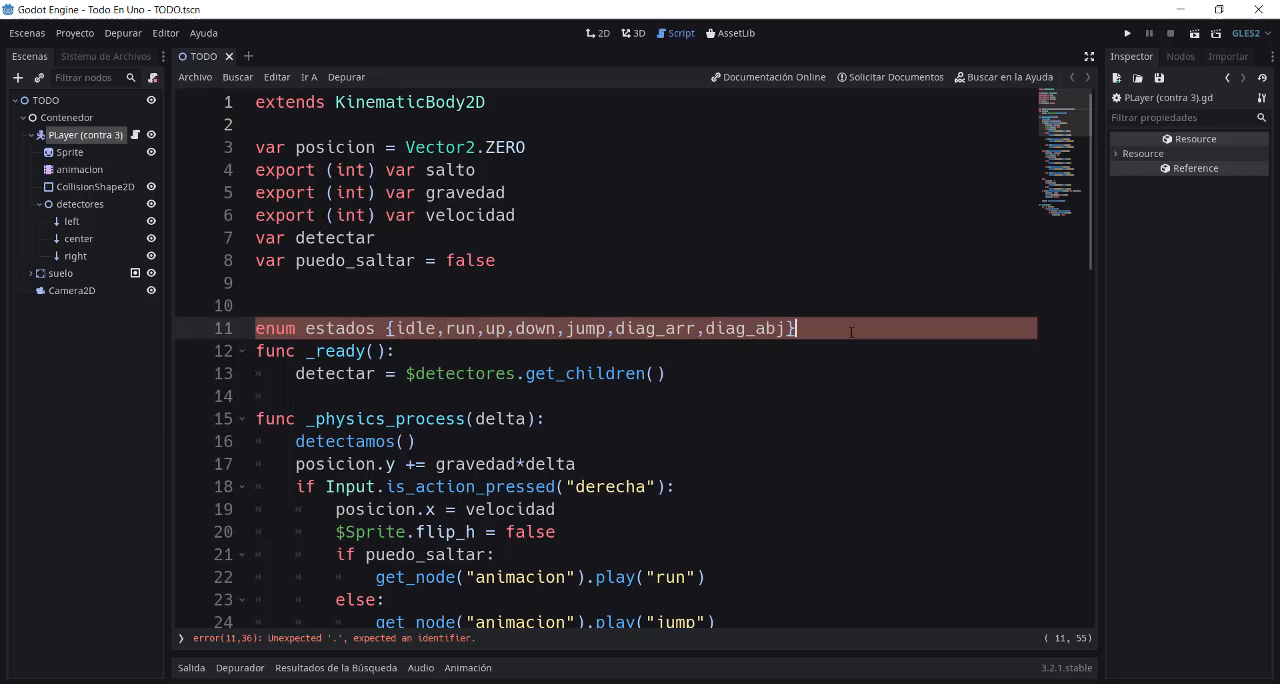 Godot Engine - Todo En Uno - TODO.tscn
Escenas Proyecto Depurar Editor Ayuda
2D 3D Script AssetLib
GLES2
Escenas Sistema de Archivos
TODO
Inspector Nodos Importar
Filtrar nodos
Archivo Buscar Editar Ir A Depurar
Documentación Online Solicitar Documentos Buscar en la Ayuda
PLayer (contra 3).gd
Filtrar propiedades
Resource
Resource
Reference
TODO
Contenedor
PLayer (contra 3)
Sprite
animacion
CollisionShape2D
detectores
left
center
right
suelo
Camera2D
1 extends KinematicBody2D
2
3 var posicion = Vector2.ZERO
4 export (int) var salto
5 export (int) var gravedad
6 export (int) var velocidad
7 var detectar
8 var puedo_saltar = false
9
10
11 enum estados {idle,run,up,down,jump,diag_arr,diag_abj}
12 func _ready():
13 detectar = $detectores.get_children()
14
15 func _physics_process(delta):
16 detectamos()
17 posicion.y += gravedad*delta
18 if Input.is_action_pressed("derecha"):
19 posicion.x = velocidad
20 $Sprite.flip_h = false
21 if puedo_saltar:
22 get_node("animacion").play("run")
23 else:
24 get_node("animacion").play("jump")
error(11,36): Unexpected '.', expected an identifier.
( 11, 55)
Salida Depurador Resultados de la Búsqueda Audio Animación
3.2.1.stable